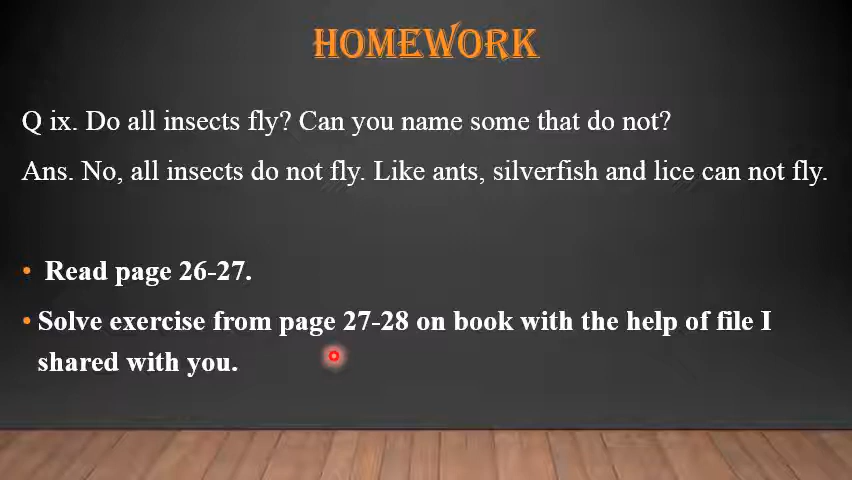 HOMEWORK
Q ix. Do all insects fly? Can you name some that do not?
Ans. No, all insects do not fly. Like ants, silverfish and lice can not fly.
• Read page 26-27.
• Solve exercise from page 27-28 on book with the help of file I
shared with you.